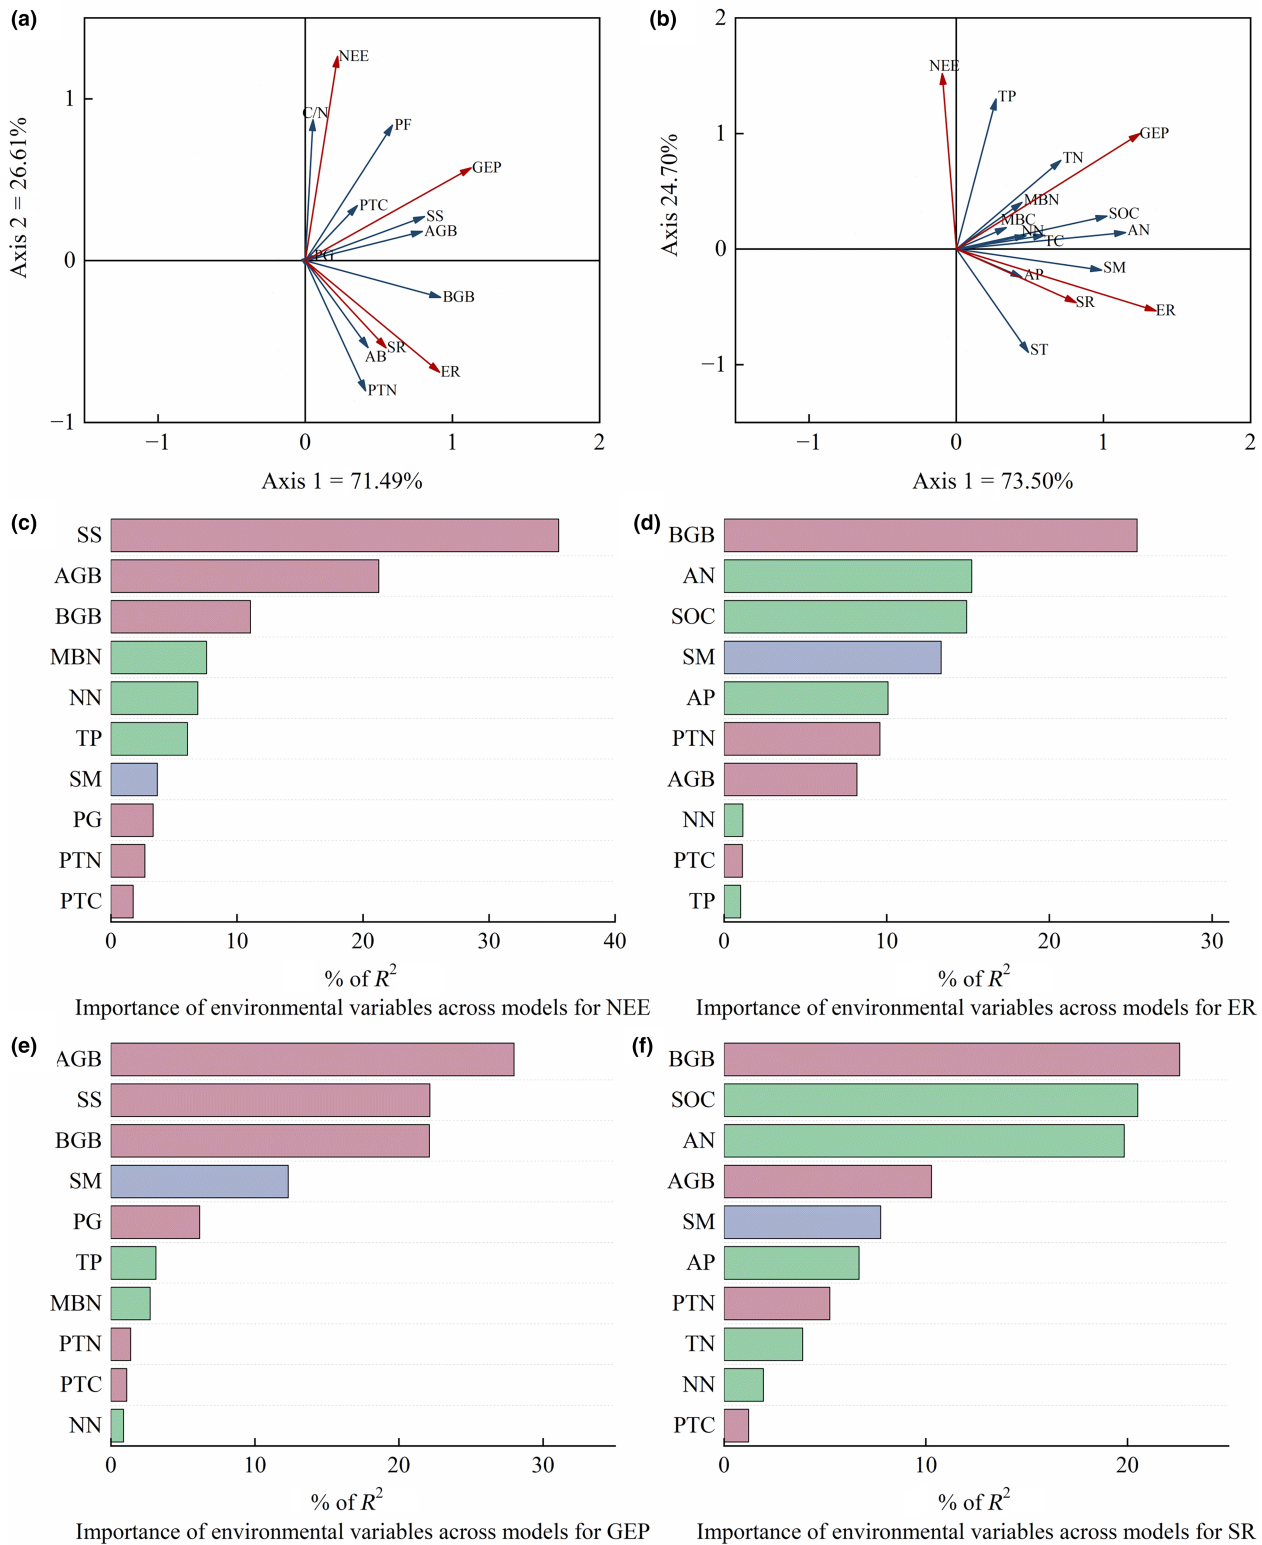 (a)
NEE
C/N
PF
GEP
PTC
SS
AGB
PG
BGB
SR
AB
ER
PTN
1
0
−1
−1
0
1
2
Axis 2 = 26.61%
Axis 1 = 71.49%
(b)
NEE
TP
GEP
TN
MBN
SOC
MBC
NN
AN
TC
SM
AP
SR
ER
ST
2
1
0
−1
−1
0
1
2
Axis 24.70%
Axis 1 = 73.50%
(c)
SS
AGB
BGB
MBN
NN
TP
SM
PG
PTN
PTC
0
10
20
30
40
% of R²
Importance of environmental variables across models for NEE
(d)
BGB
AN
SOC
SM
AP
PTN
AGB
NN
PTC
TP
0
10
20
30
% of R²
Importance of environmental variables across models for ER
(e)
AGB
SS
BGB
SM
PG
TP
MBN
PTN
PTC
NN
0
10
20
30
% of R²
Importance of environmental variables across models for GEP
(f)
BGB
SOC
AN
AGB
SM
AP
PTN
TN
NN
PTC
0
10
20
% of R²
Importance of environmental variables across models for SR